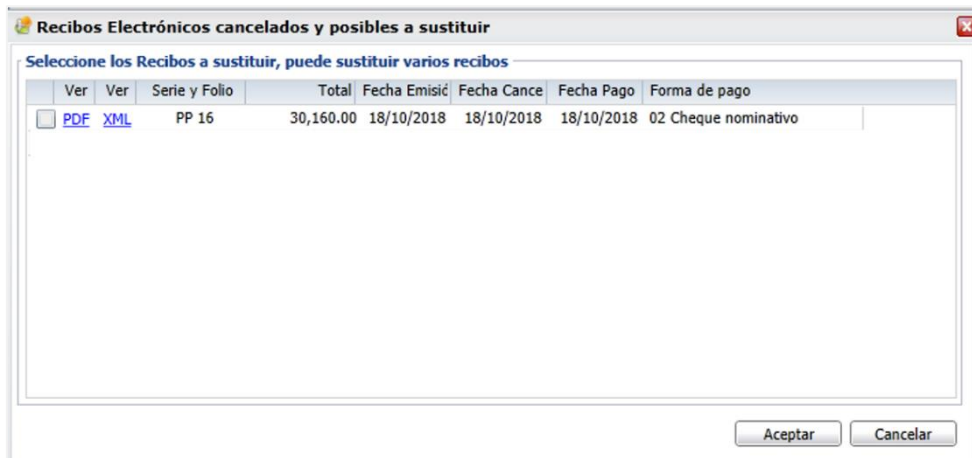 Recibos Electrónicos cancelados y posibles a sustituir
Seleccione los Recibos a sustituir, puede sustituir varios recibos
Ver Ver Serie y Folio Total Fecha Emisió Fecha Cance Fecha Pago Forma de pago
PDF XML PP 16 30,160.00 18/10/2018 18/10/2018 18/10/2018 02 Cheque nominativo
Aceptar Cancelar